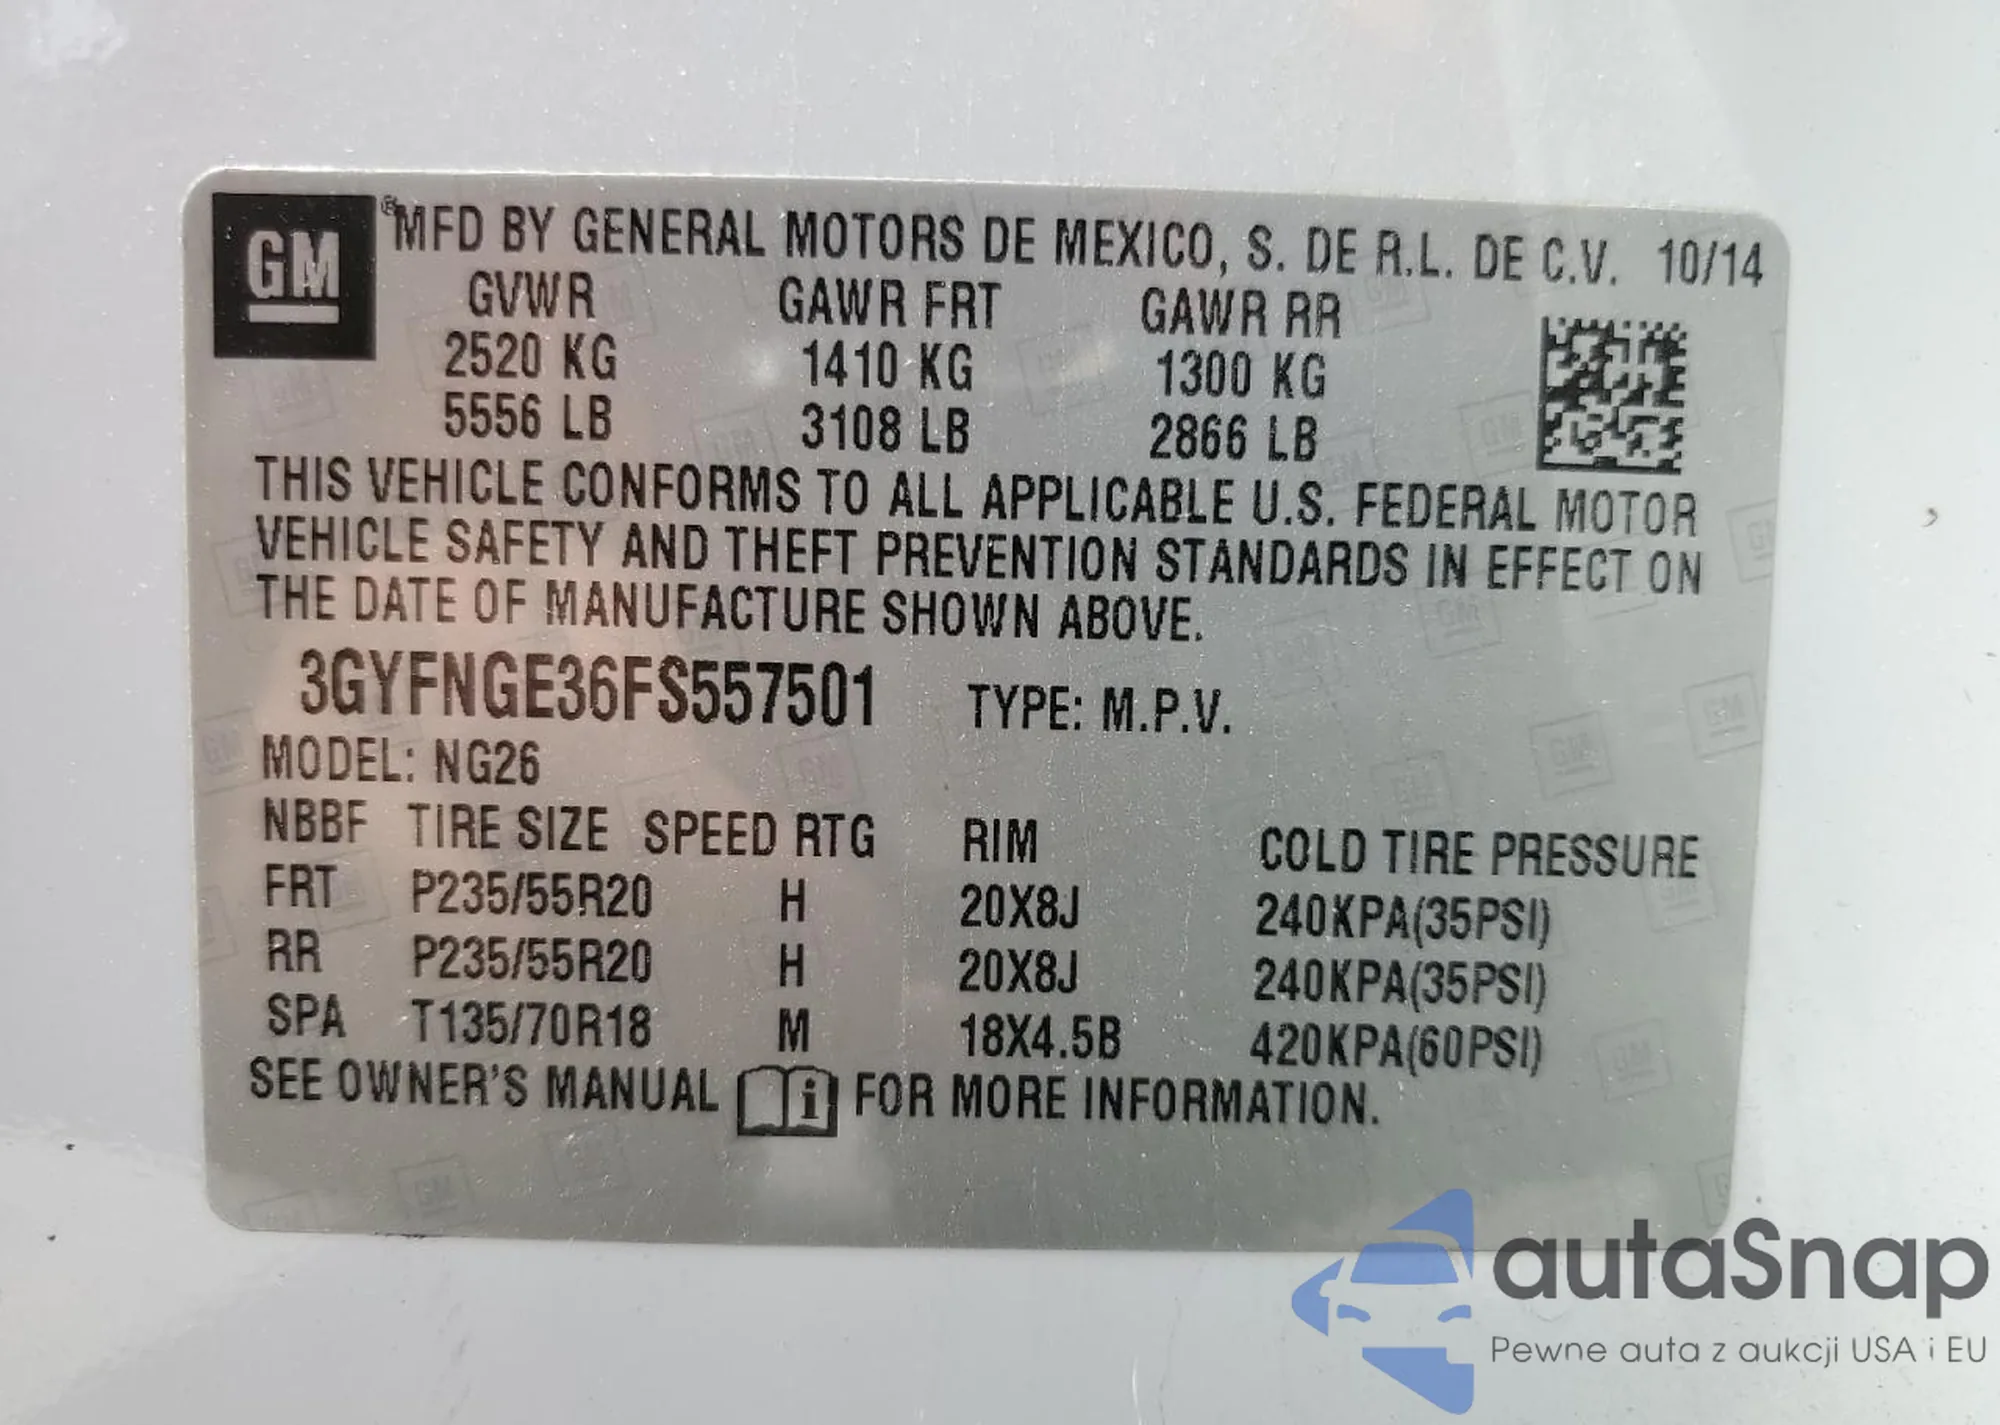 GM ® MFD BY GENERAL MOTORS DE MEXICO, S. DE R.L. DE C.V. 10/14
GVWR GAWR FRT GAWR RR
2520 KG 1410 KG 1300 KG
5556 LB 3108 LB 2866 LB
THIS VEHICLE CONFORMS TO ALL APPLICABLE U.S. FEDERAL MOTOR
VEHICLE SAFETY AND THEFT PREVENTION STANDARDS IN EFFECT ON
THE DATE OF MANUFACTURE SHOWN ABOVE.
3GYFNGE36FS557501 TYPE: M.P.V.
MODEL: NG26
NBBF TIRE SIZE SPEED RTG RIM COLD TIRE PRESSURE
FRT P235/55R20 H 20X8J 240KPA(35PSI)
RR P235/55R20 H 20X8J 240KPA(35PSI)
SPA T135/70R18 M 18X4.5B 420KPA(60PSI)
SEE OWNER'S MANUAL i FOR MORE INFORMATION.
autaSnap
Pewne auta z aukcji USA i EU